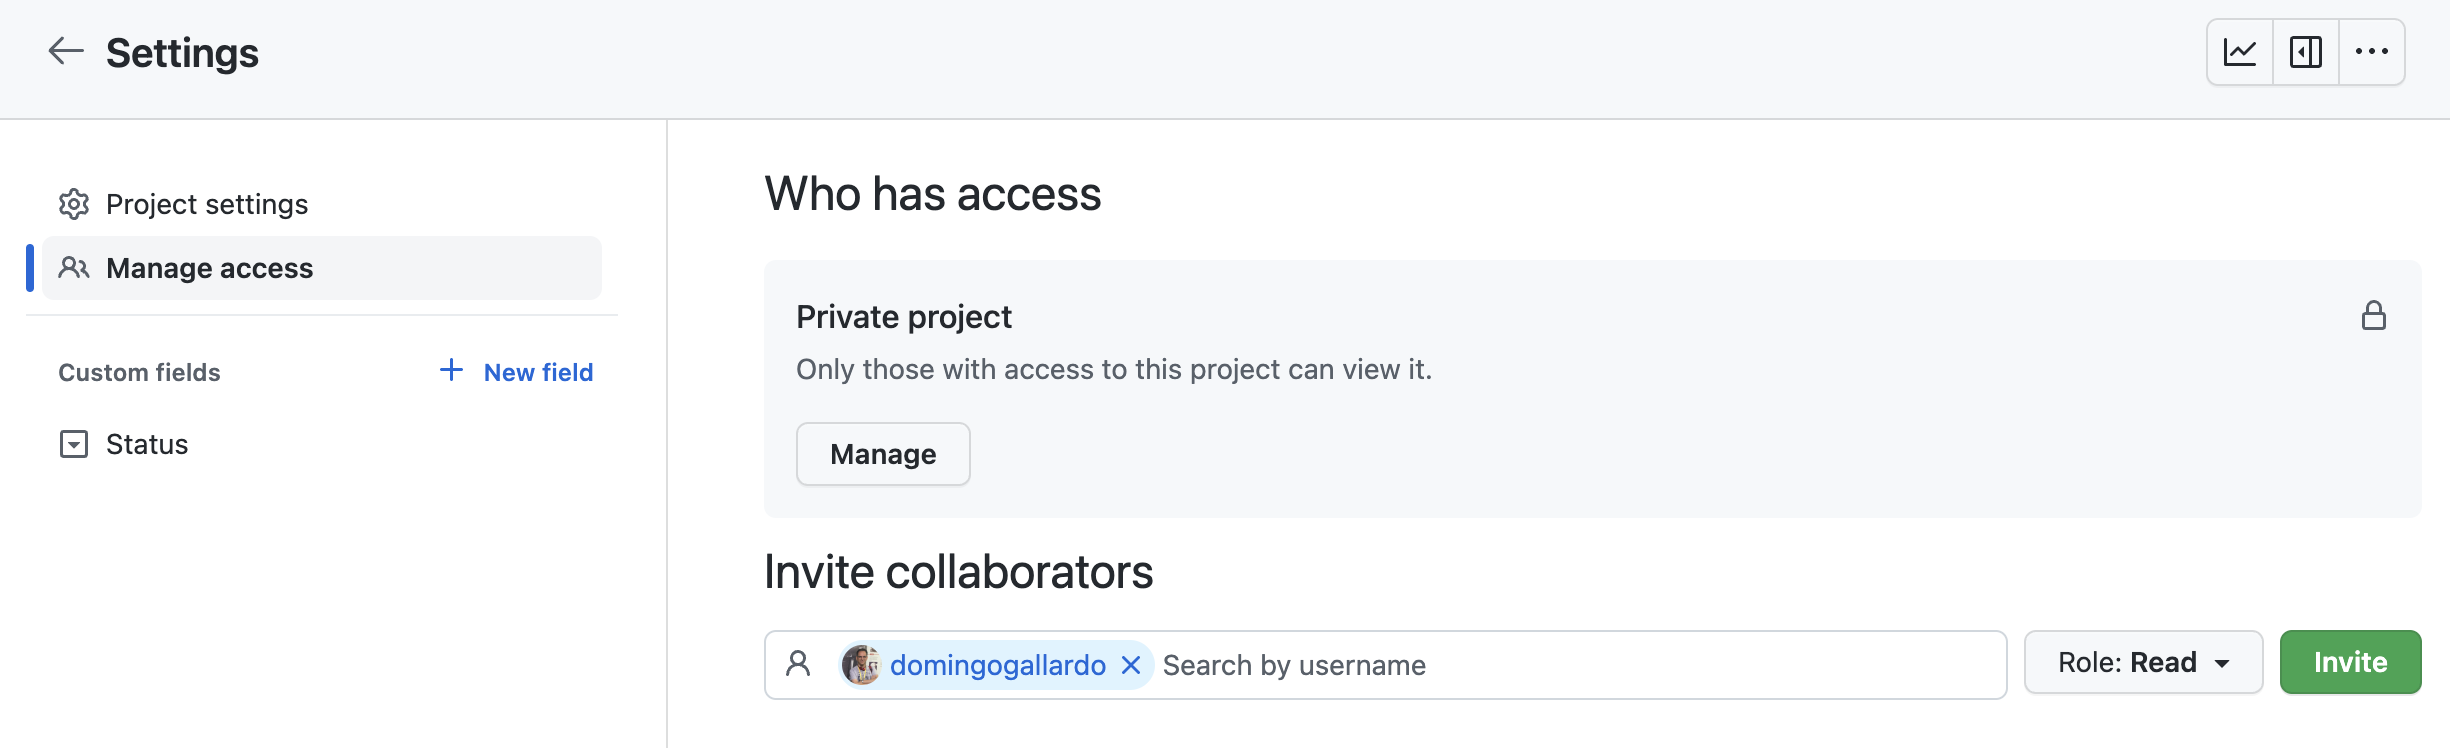 Settings
Project settings
Manage access
Custom fields
New field
Status
Who has access
Private project
Only those with access to this project can view it.
Manage
Invite collaborators
domingogallardo Search by username
Role: Read
Invite